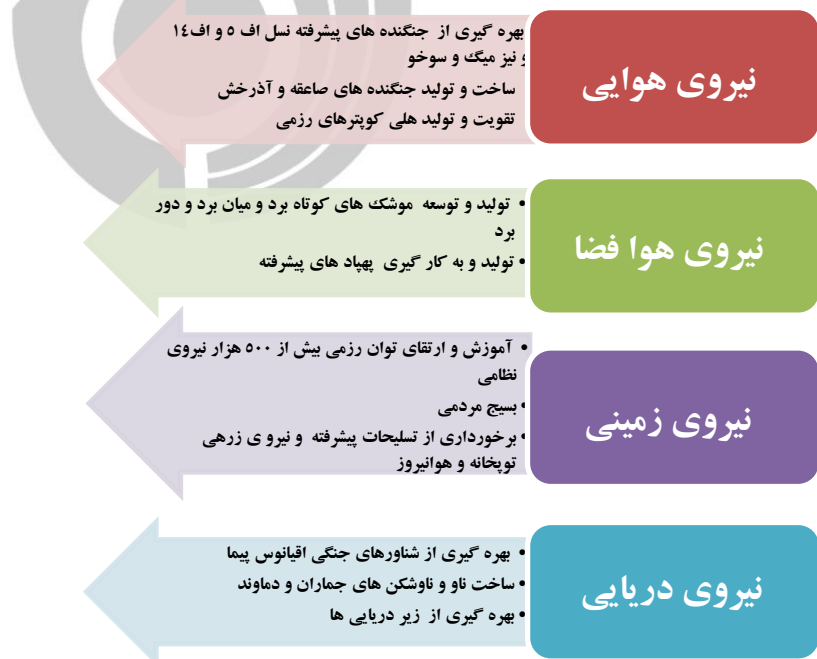 نیروی هوایی
بهره گیری از جنگنده های پیشرفته نسل اف ٥ و اف١٤
و نیز میگ و سوخو
ساخت و تولید جنگنده های صاعقه و آذرخش
تقویت و تولید هلی کوپترهای رزمی
نیروی هوا فضا
• تولید و توسعه موشک های کوتاه برد و میان برد و دور
برد
• تولید و به کار گیری پهپاد های پیشرفته
نیروی زمینی
• آموزش و ارتقای توان رزمی بیش از ٥٠٠ هزار نیروی
نظامی
• بسیج مردمی
• برخورداری از تسلیحات پیشرفته و نیرو ی زرهی
توپخانه و هوانیروز
نیروی دریایی
• بهره گیری از شناورهای جنگی اقیانوس پیما
• ساخت ناو و ناوشکن های جماران و دماوند
• بهره گیری از زیر دریایی ها